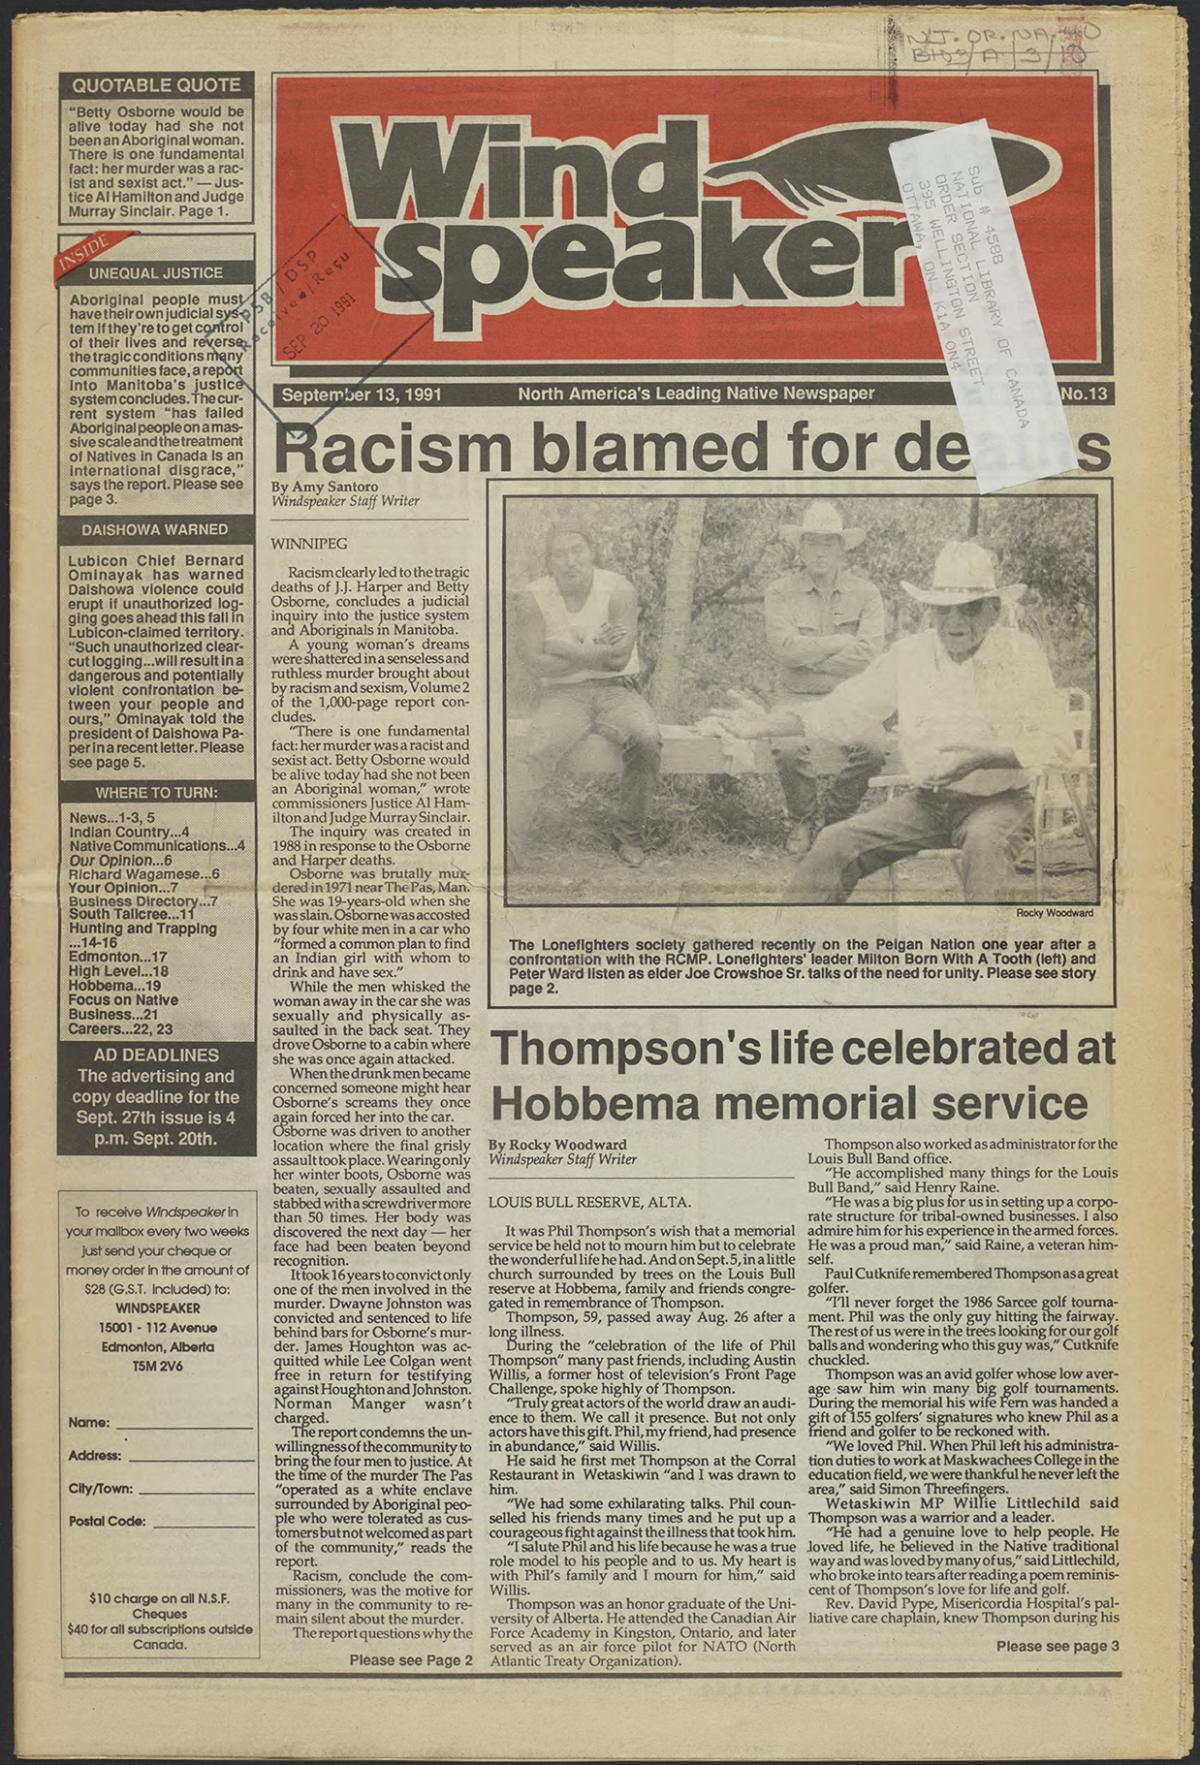 N.J. OR. NA. 40
QUOTABLE QUOTE
"Betty Osborne would be
alive today had she not
been an Aboriginal woman.
There is one fundamental
fact: her murder was a rac-
ist and sexist act." — Jus-
tice Al Hamilton and Judge
Murray Sinclair. Page 1.
INSIDE
UNEQUAL JUSTICE
Aboriginal people must
have their own judicial sys-
tem if they're to get control
of their lives and reverse
the tragic conditions many
communities face, a report
into Manitoba's justice
system concludes. The cur-
rent system "has failed
Aboriginal people on a mas-
sive scale and the treatment
of Natives in Canada is an
international disgrace,"
says the report. Please see
page 3.
DAISHOWA WARNED
Lubicon Chief Bernard
Ominayak has warned
Daishowa violence could
erupt if unauthorized log-
ging goes ahead this fall in
Lubicon-claimed territory.
"Such unauthorized clear-
cut logging...will result in a
dangerous and potentially
violent confrontation be-
tween your people and
ours," Ominayak told the
president of Daishowa Pa-
per in a recent letter. Please
see page 5.
WHERE TO TURN:
News...1-3, 5
Indian Country...4
Native Communications...4
Our Opinion...6
Richard Wagamese...6
Your Opinion...7
Business Directory...7
South Tallcree...11
Hunting and Trapping
...14-16
Edmonton...17
High Level...18
Hobbema...19
Focus on Native
Business...21
Careers...22, 23
AD DEADLINES
The advertising and
copy deadline for the
Sept. 27th issue is 4
p.m. Sept. 20th.
To receive Windspeaker in
your mailbox every two weeks
just send your cheque or
money order in the amount of
$28 (G.S.T. Included) to:
WINDSPEAKER
15001 - 112 Avenue
Edmonton, Alberta
T5M 2V6
Name:
Address:
City/Town:
Postal Code:
$10 charge on all N.S.F.
Cheques
$40 for all subscriptions outside
Canada.
Wind
speaker
PSB / DSP
Received / Reçu
SEP 20 1991
Sub # 4588
NATIONAL LIBRARY OF CANADA
ORDER SECTION
395 WELLINGTON STREET
OTTAWA, ON K1A 0N4
September 13, 1991 North America's Leading Native Newspaper No.13
Racism blamed for de s
By Amy Santoro
Windspeaker Staff Writer
WINNIPEG
Racism clearly led to the tragic
deaths of J.J. Harper and Betty
Osborne, concludes a judicial
inquiry into the justice system
and Aboriginals in Manitoba.
A young woman's dreams
were shattered in a senseless and
ruthless murder brought about
by racism and sexism, Volume 2
of the 1,000-page report con-
cludes.
"There is one fundamental
fact: her murder was a racist and
sexist act. Betty Osborne would
be alive today had she not been
an Aboriginal woman," wrote
commissioners Justice Al Ham-
ilton and Judge Murray Sinclair.
The inquiry was created in
1988 in response to the Osborne
and Harper deaths.
Osborne was brutally mur-
dered in 1971 near The Pas, Man.
She was 19-years-old when she
was slain. Osborne was accosted
by four white men in a car who
"formed a common plan to find
an Indian girl with whom to
drink and have sex."
While the men whisked the
woman away in the car she was
sexually and physically as-
saulted in the back seat. They
drove Osborne to a cabin where
she was once again attacked.
When the drunk men became
concerned someone might hear
Osborne's screams they once
again forced her into the car.
Osborne was driven to another
location where the final grisly
assault took place. Wearing only
her winter boots, Osborne was
beaten, sexually assaulted and
stabbed with a screwdriver more
than 50 times. Her body was
discovered the next day — her
face had been beaten beyond
recognition.
It took 16 years to convict only
one of the men involved in the
murder. Dwayne Johnston was
convicted and sentenced to life
behind bars for Osborne's mur-
der. James Houghton was ac-
quitted while Lee Colgan went
free in return for testifying
against Houghton and Johnston.
Norman Manger wasn't
charged.
The report condemns the un-
willingness of the community to
bring the four men to justice. At
the time of the murder The Pas
"operated as a white enclave
surrounded by Aboriginal peo-
ple who were tolerated as cus-
tomers but not welcomed as part
of the community," reads the
report.
Racism, conclude the com-
missioners, was the motive for
many in the community to re-
main silent about the murder.
The report questions why the
Please see Page 2
Rocky Woodward
The Lonefighters society gathered recently on the Peigan Nation one year after a
confrontation with the RCMP. Lonefighters' leader Milton Born With A Tooth (left) and
Peter Ward listen as elder Joe Crowshoe Sr. talks of the need for unity. Please see story
page 2.
Thompson's life celebrated at
Hobbema memorial service
By Rocky Woodward
Windspeaker Staff Writer
LOUIS BULL RESERVE, ALTA.
It was Phil Thompson's wish that a memorial
service be held not to mourn him but to celebrate
the wonderful life he had. And on Sept. 5, in a little
church surrounded by trees on the Louis Bull
reserve at Hobbema, family and friends congre-
gated in remembrance of Thompson.
Thompson, 59, passed away Aug. 26 after a
long illness.
During the "celebration of the life of Phil
Thompson" many past friends, including Austin
Willis, a former host of television's Front Page
Challenge, spoke highly of Thompson.
"Truly great actors of the world draw an audi-
ence to them. We call it presence. But not only
actors have this gift. Phil, my friend, had presence
in abundance," said Willis.
He said he first met Thompson at the Corral
Restaurant in Wetaskiwin "and I was drawn to
him.
"We had some exhilarating talks. Phil coun-
selled his friends many times and he put up a
courageous fight against the illness that took him.
"I salute Phil and his life because he was a true
role model to his people and to us. My heart is
with Phil's family and I mourn for him," said
Willis.
Thompson was an honor graduate of the Uni-
versity of Alberta. He attended the Canadian Air
Force Academy in Kingston, Ontario, and later
served as an air force pilot for NATO (North
Atlantic Treaty Organization).
Thompson also worked as administrator for the
Louis Bull Band office.
"He accomplished many things for the Louis
Bull Band," said Henry Raine.
"He was a big plus for us in setting up a corpo-
rate structure for tribal-owned businesses. I also
admire him for his experience in the armed forces.
He was a proud man," said Raine, a veteran him-
self.
Paul Cutknife remembered Thompson as a great
golfer.
"I'll never forget the 1986 Sarcee golf tourna-
ment. Phil was the only guy hitting the fairway.
The rest of us were in the trees looking for our golf
balls and wondering who this guy was," Cutknife
chuckled.
Thompson was an avid golfer whose low aver-
age saw him win many big golf tournaments.
During the memorial his wife Fern was handed a
gift of 155 golfers' signatures who knew Phil as a
friend and golfer to be reckoned with.
"We loved Phil. When Phil left his administra-
tion duties to work at Maskwachees College in the
education field, we were thankful he never left the
area," said Simon Threefingers.
Wetaskiwin MP Willie Littlechild said
Thompson was a warrior and a leader.
"He had a genuine love to help people. He
loved life, he believed in the Native traditional
way and was loved by many of us," said Littlechild,
who broke into tears after reading a poem reminis-
cent of Thompson's love for life and golf.
Rev. David Pype, Misericordia Hospital's pal-
liative care chaplain, knew Thompson during his
Please see page 3